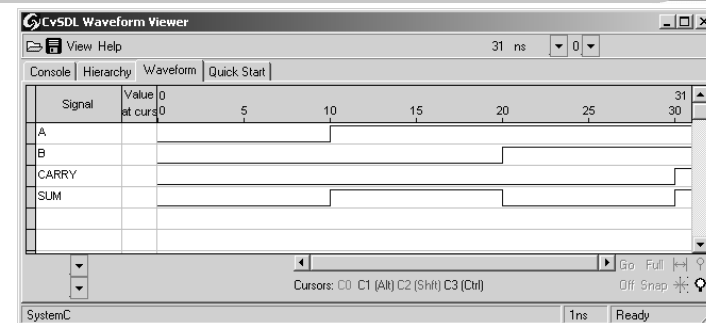 CvSDL Waveform Viewer
View Help 31 ns 0
Console Hierarchy Waveform Quick Start
Signal Value at curs 0 31
0 5 10 15 20 25 30
A
B
CARRY
SUM
Go Full
Cursors: C0 C1 (Alt) C2 (Shft) C3 (Ctrl) Off Snap
SystemC 1ns Ready